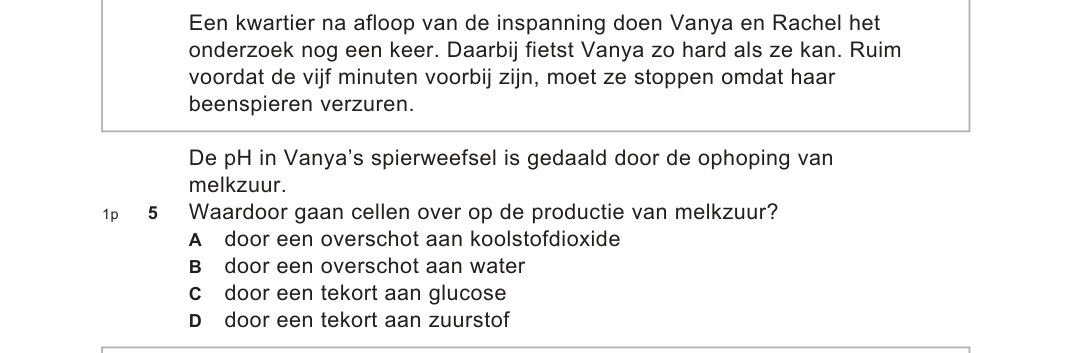 Een kwartier na afloop van de inspanning doen Vanya en Rachel het
onderzoek nog een keer. Daarbij fietst Vanya zo hard als ze kan. Ruim
voordat de vijf minuten voorbij zijn, moet ze stoppen omdat haar
beenspieren verzuren.
De pH in Vanya’s spierweefsel is gedaald door de ophoping van
melkzuur.
1p 5 Waardoor gaan cellen over op de productie van melkzuur?
A door een overschot aan koolstofdioxide
B door een overschot aan water
C door een tekort aan glucose
D door een tekort aan zuurstof